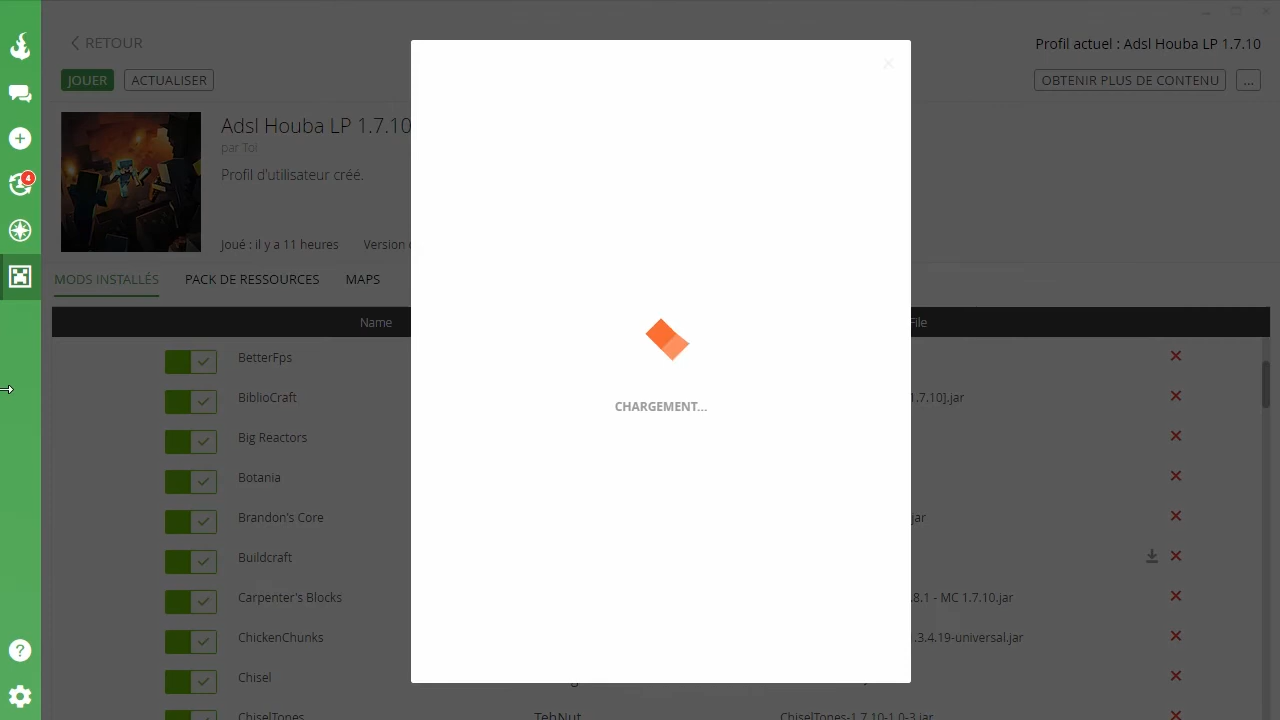 RETOUR
Profil actuel : Adsl Houba LP 1.7.10
JOUER
ACTUALISER
OBTENIR PLUS DE CONTENU
...
Adsl Houba LP 1.7.10
par Toi
Profil d'utilisateur créé.
Joué : il y a 11 heures
Version
4
MODS INSTALLÉS
PACK DE RESSOURCES
MAPS
Name
File
BetterFps
BiblioCraft
1.7.10].jar
Big Reactors
CHARGEMENT...
Botania
Brandon's Core
jar
Buildcraft
Carpenter's Blocks
.8.1 - MC 1.7.10.jar
ChickenChunks
.3.4.19-universal.jar
Chisel
ChiselTones
TehNut
ChiselTones-1.7.10-1.0-3.jar
?